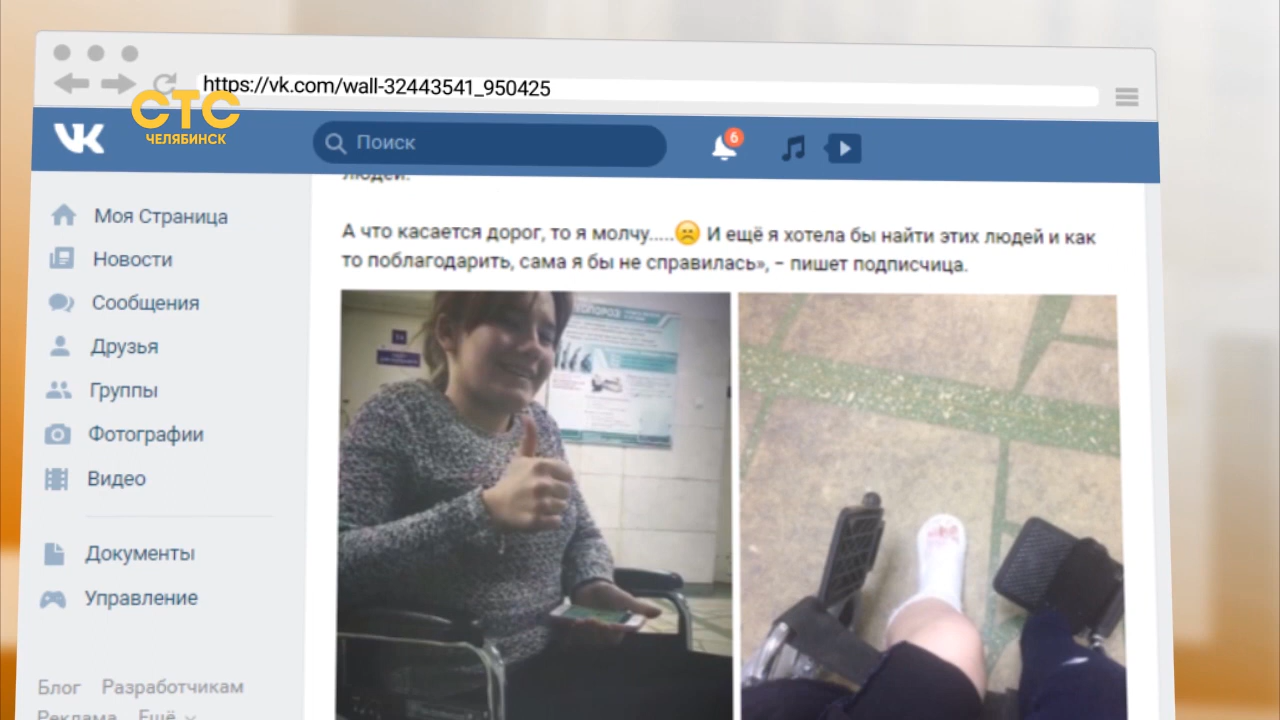 https://vk.com/wall-32443541_950425
СТС
ЧЕЛЯБИНСК
Поиск
6
людей.
А что касается дорог, то я молчу.....☹️ И ещё я хотела бы найти этих людей и как
то поблагодарить, сама я бы не справилась», - пишет подписчица.
Моя Страница
Новости
Сообщения
Друзья
Группы
Фотографии
Видео
Документы
Управление
Блог Разработчикам
Реклама Ещё